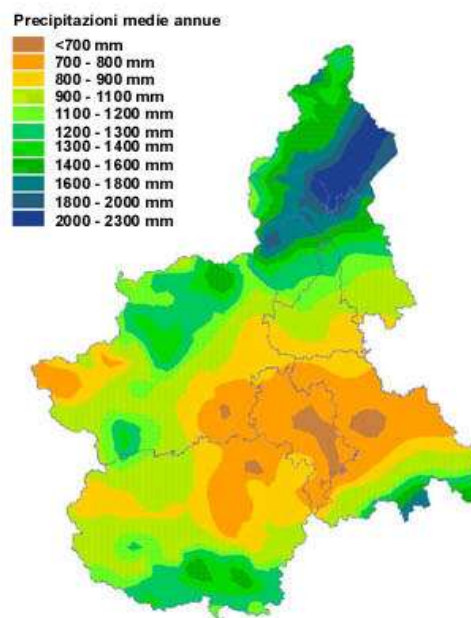 Precipitazioni medie annue
<700 mm
700 - 800 mm
800 - 900 mm
900 - 1100 mm
1100 - 1200 mm
1200 - 1300 mm
1300 - 1400 mm
1400 - 1600 mm
1600 - 1800 mm
1800 - 2000 mm
2000 - 2300 mm